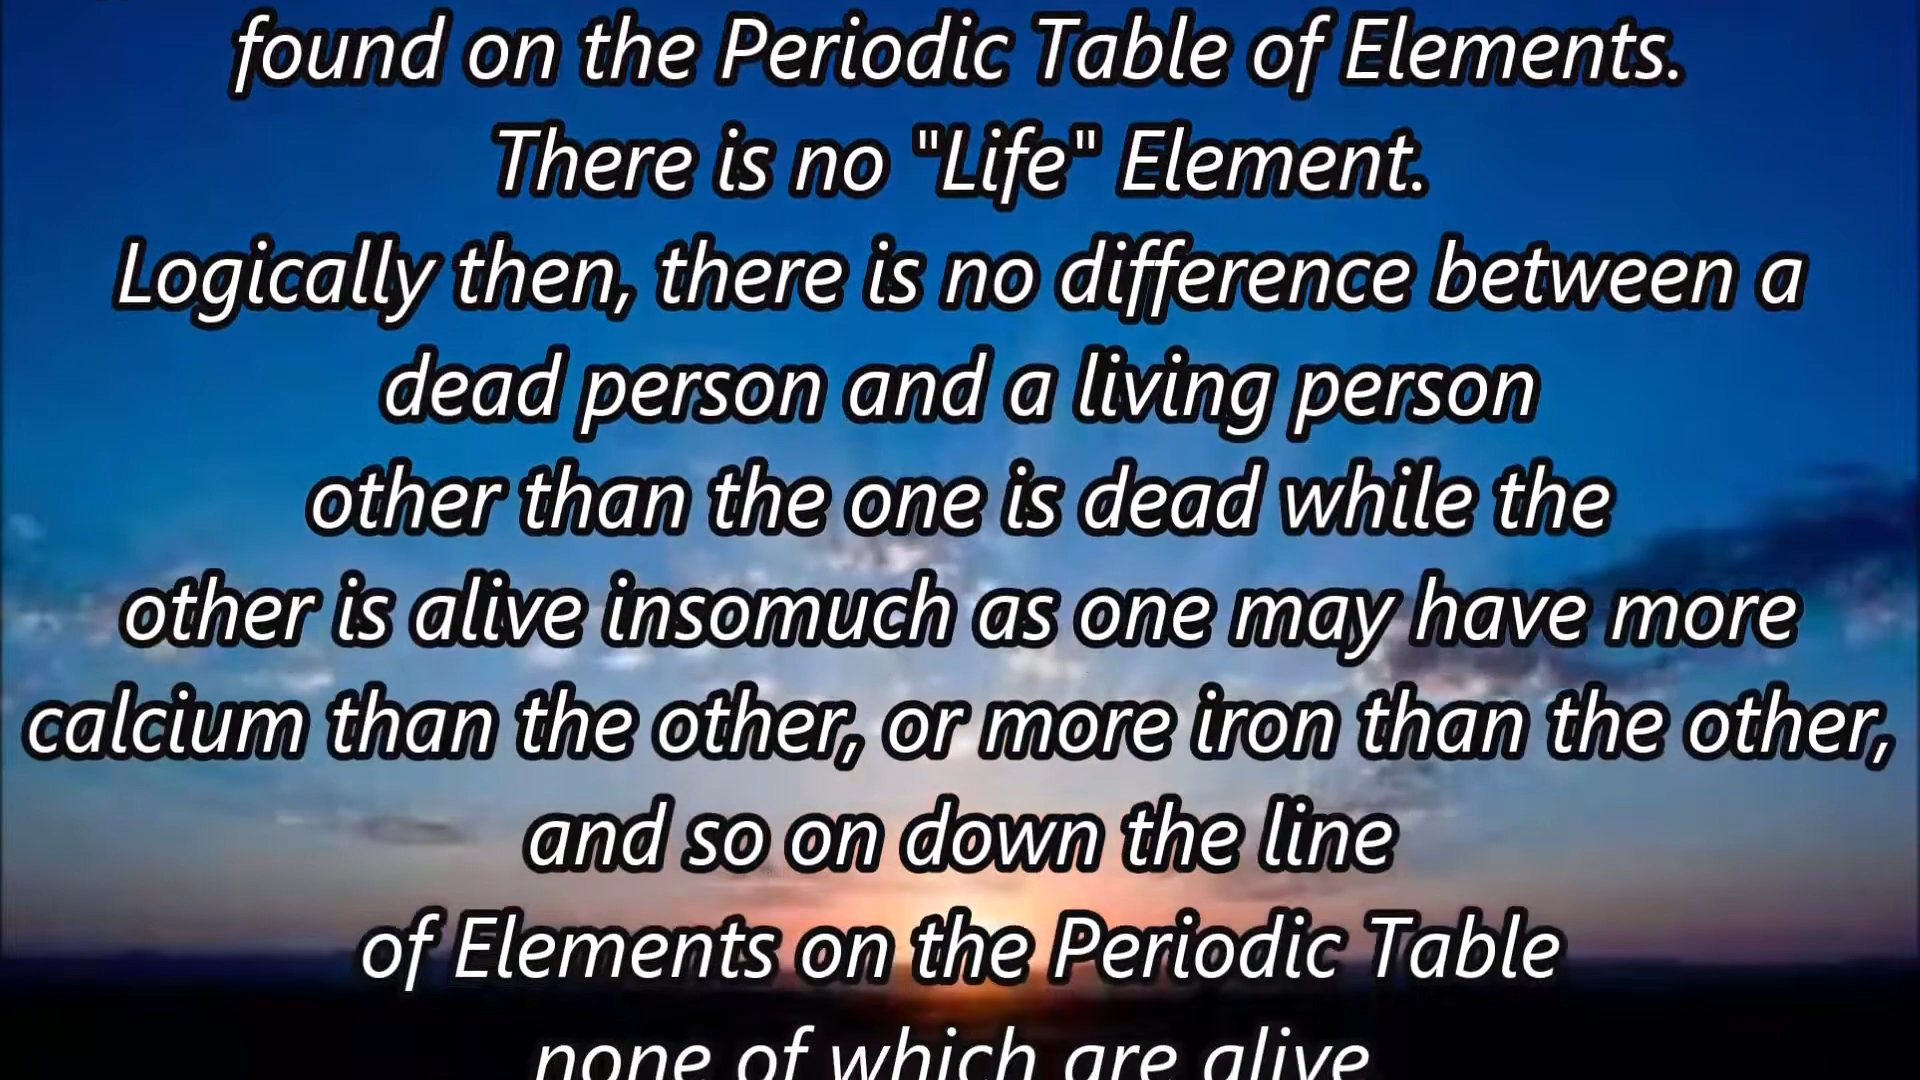 found on the Periodic Table of Elements.
There is no "Life" Element.
Logically then, there is no difference between a
dead person and a living person
other than the one is dead while the
other is alive insomuch as one may have more
calcium than the other, or more iron than the other,
and so on down the line
of Elements on the Periodic Table
none of which are alive